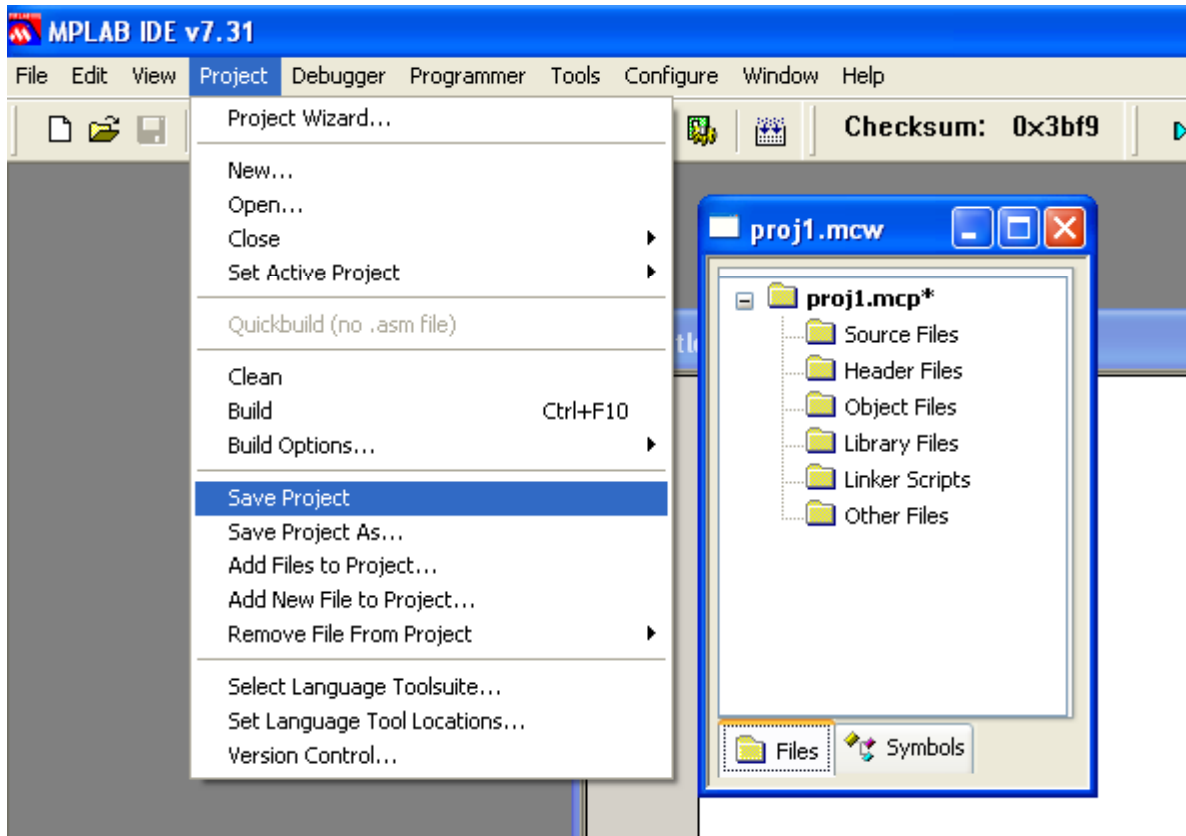 MPLAB IDE v7.31
File Edit View Project Debugger Programmer Tools Configure Window Help
Checksum: 0x3bf9
Project Wizard...
New...
Open...
Close
Set Active Project
Quickbuild (no .asm file)
Clean
Build Ctrl+F10
Build Options...
Save Project
Save Project As...
Add Files to Project...
Add New File to Project...
Remove File From Project
Select Language Toolsuite...
Set Language Tool Locations...
Version Control...
proj1.mcw
proj1.mcp*
Source Files
Header Files
Object Files
Library Files
Linker Scripts
Other Files
Files Symbols